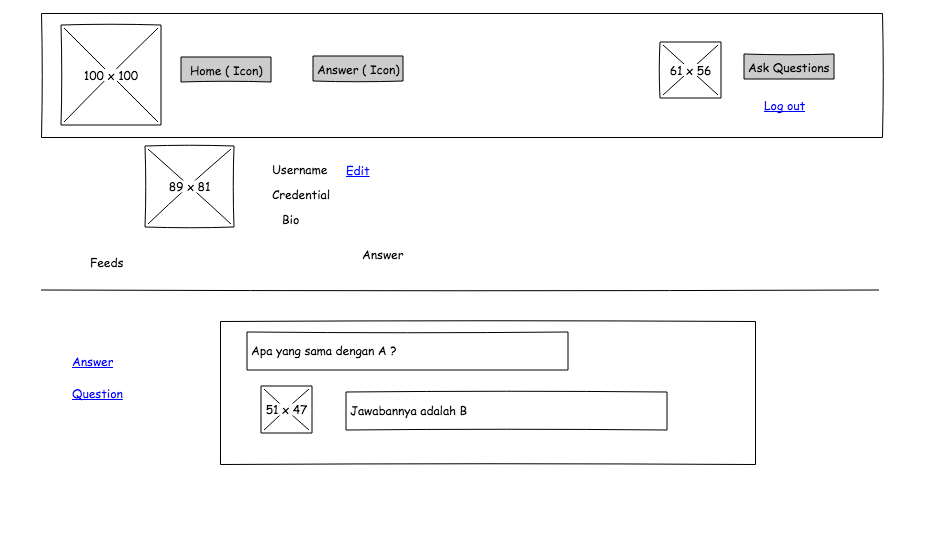 100 x 100
Home ( Icon)
Answer ( Icon)
61 x 56
Ask Questions
Log out
89 x 81
Username Edit
Credential
Bio
Feeds
Answer
Answer
Question
Apa yang sama dengan A ?
51 x 47
Jawabannya adalah B